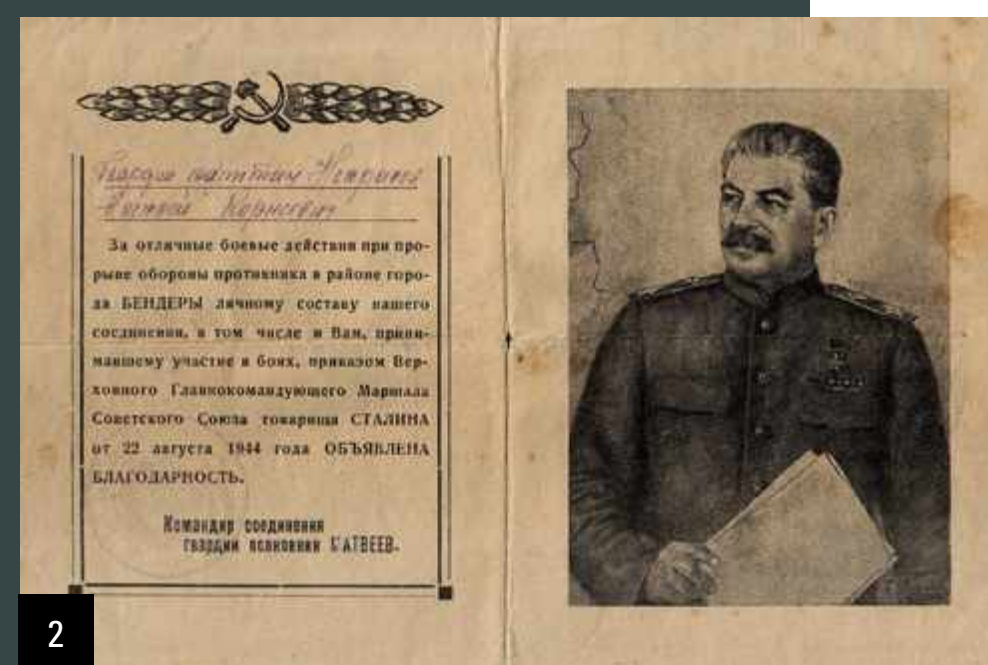 Гвардии
Корнеевич
За отличные боевые действия при про-
рыве обороны противника в районе горо-
да БЕНДЕРЫ личному составу нашего
соединения, в том числе и Вам, прини-
мавшему участие в боях, приказом Вер-
ховного Главнокомандующего Маршала
Советского Союза товарища СТАЛИНА
от 22 августа 1944 года ОБЪЯВЛЕНА
БЛАГОДАРНОСТЬ.
Командир соединения
гвардии полковник МАТВЕЕВ.
2